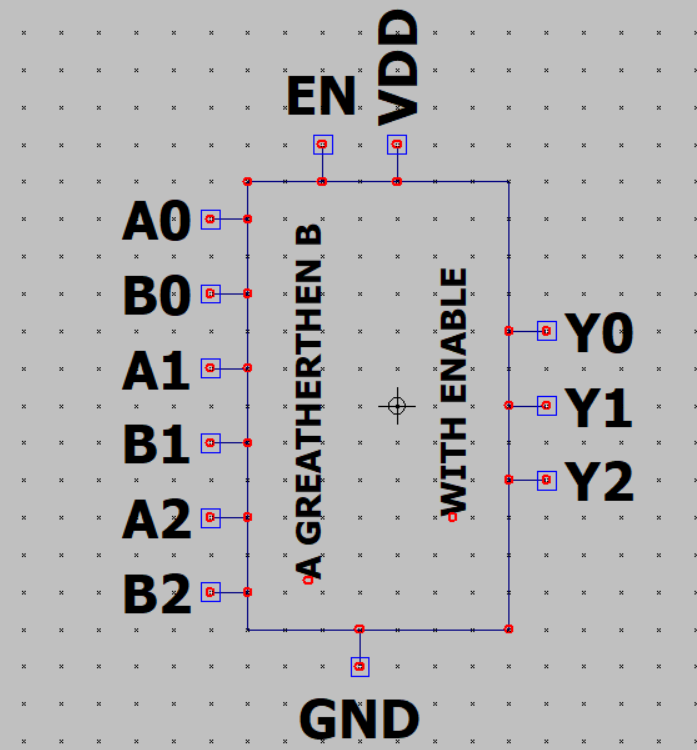 EN
VDD
A0
B0
A1
B1
A2
B2
A GREATHERTHEN B
WITH ENABLE
Y0
Y1
Y2
GND